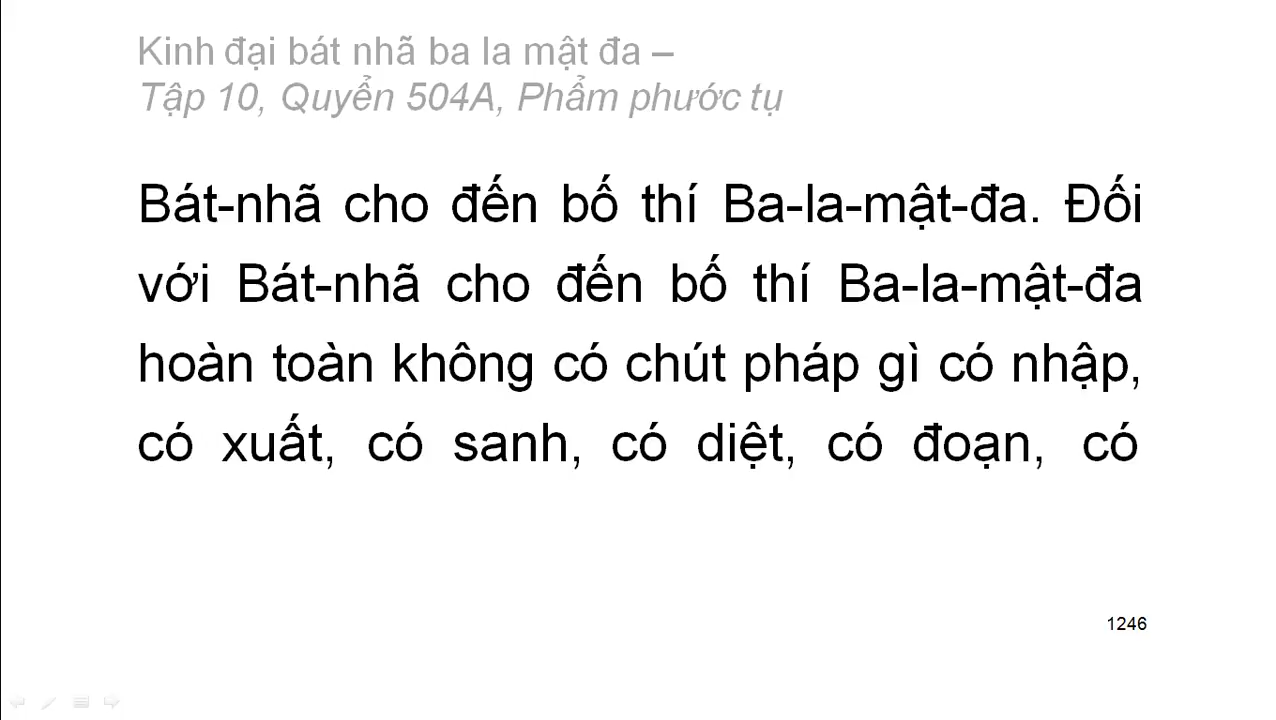 Kinh đại bát nhã ba la mật đa –
Tập 10, Quyển 504A, Phẩm phước tụ
Bát-nhã cho đến bố thí Ba-la-mật-đa. Đối
với Bát-nhã cho đến bố thí Ba-la-mật-đa
hoàn toàn không có chút pháp gì có nhập,
có xuất, có sanh, có diệt, có đoạn, có
1246